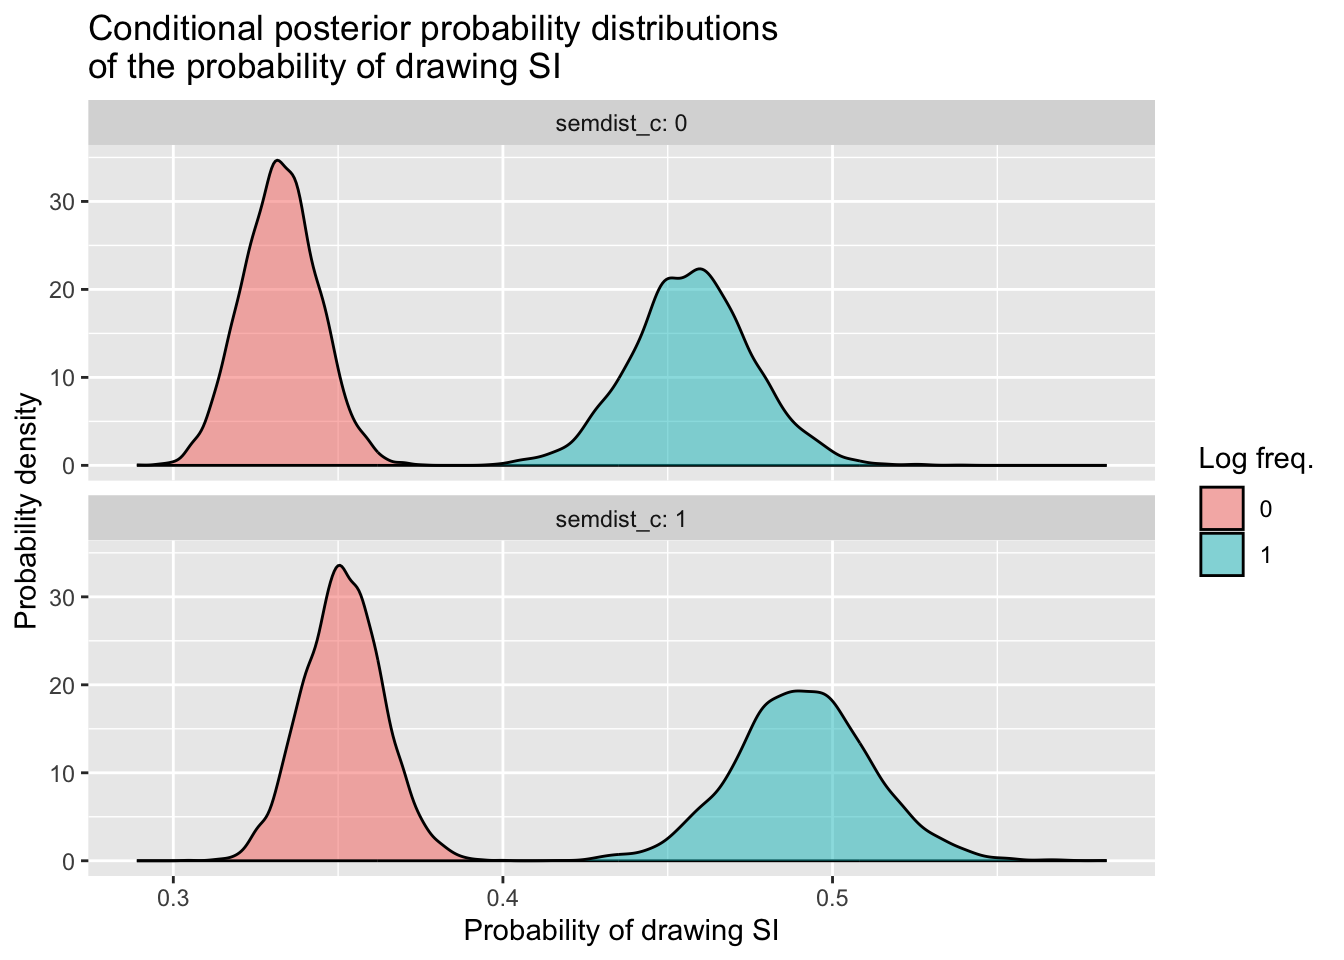 Conditional posterior probability distributions
of the probability of drawing SI
semdist_c: 0
30
20
10
0
semdist_c: 1
30
20
10
0
0.3
0.4
0.5
Probability of drawing SI
Probability density
Log freq.
0
1